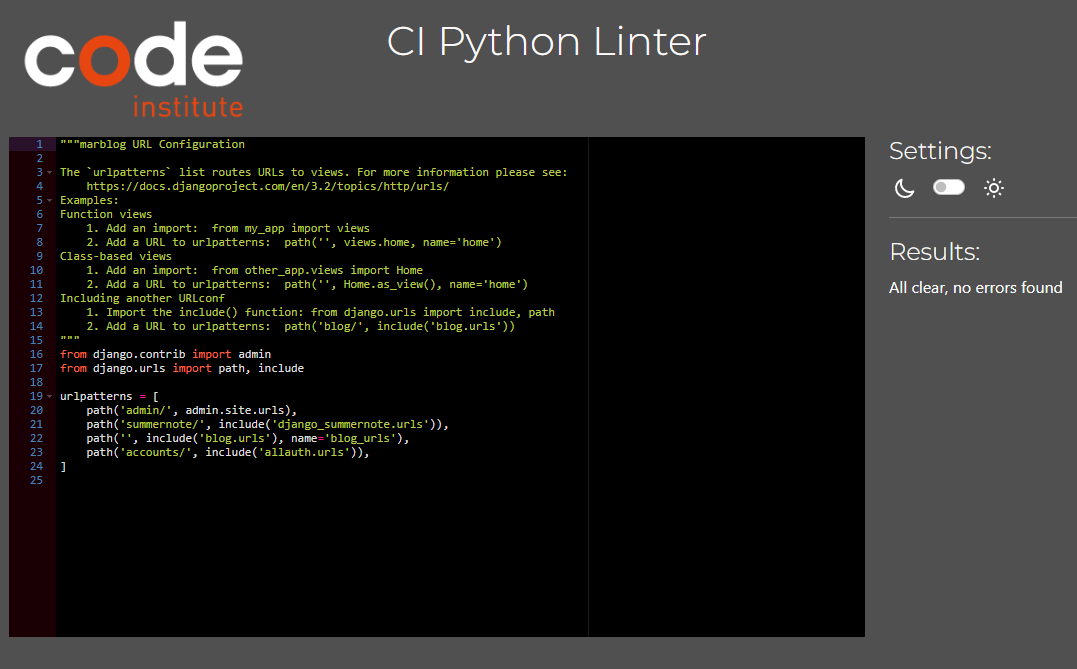 code
institute
CI Python Linter
1 """marblog URL Configuration
2
3 The `urlpatterns` list routes URLs to views. For more information please see:
4     https://docs.djangoproject.com/en/3.2/topics/http/urls/
5 Examples:
6 Function views
7     1. Add an import:  from my_app import views
8     2. Add a URL to urlpatterns:  path('', views.home, name='home')
9 Class-based views
10     1. Add an import:  from other_app.views import Home
11     2. Add a URL to urlpatterns:  path('', Home.as_view(), name='home')
12 Including another URLconf
13     1. Import the include() function: from django.urls import include, path
14     2. Add a URL to urlpatterns:  path('blog/', include('blog.urls'))
15 """
16 from django.contrib import admin
17 from django.urls import path, include
18
19 urlpatterns = [
20     path('admin/', admin.site.urls),
21     path('summernote/', include('django_summernote.urls')),
22     path('', include('blog.urls'), name='blog_urls'),
23     path('accounts/', include('allauth.urls')),
24 ]
25
Settings:
Results:
All clear, no errors found